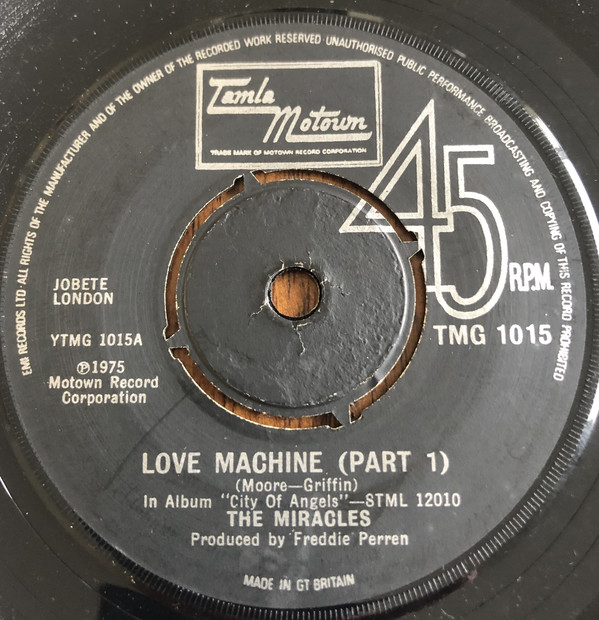 EMI RECORDS LTD·ALL RIGHTS OF THE MANUFACTURER AND OF THE OWNER OF THE RECORDED WORK RESERVED·UNAUTHORISED PUBLIC PERFORMANCE BROADCASTING AND COPYING OF THIS RECORD PROHIBITED
Tamla
Motown
TRADE MARK OF MOTOWN RECORD CORPORATION
45
R.P.M.
JOBETE
LONDON
TMG 1015
YTMG 1015A
℗1975
Motown Record
Corporation
LOVE MACHINE (PART 1)
(Moore—Griffin)
In Album "City Of Angels"—STML 12010
THE MIRACLES
Produced by Freddie Perren
MADE IN GT BRITAIN